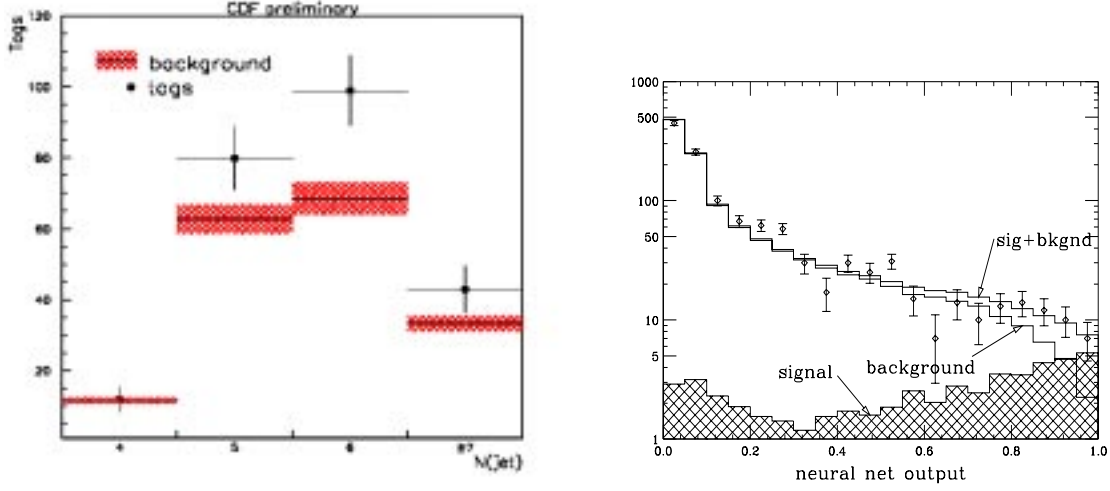 CDF preliminary
Tags
120
100
80
60
40
20
background
tags
4
5
6
N(jet)
1000
500
100
50
10
5
1
sig+bkgnd
background
signal
0.0 0.2 0.4 0.6 0.8 1.0
neural net output